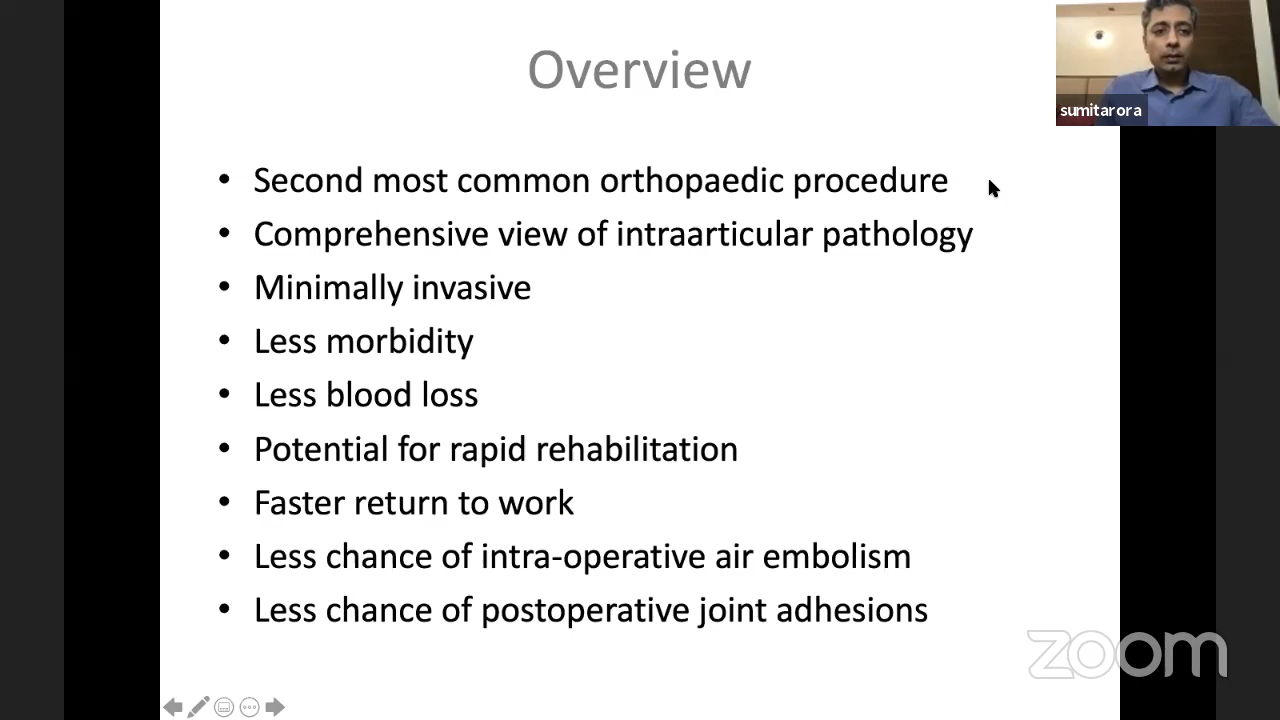 Overview
sumitarora
• Second most common orthopaedic procedure
• Comprehensive view of intraarticular pathology
• Minimally invasive
• Less morbidity
• Less blood loss
• Potential for rapid rehabilitation
• Faster return to work
• Less chance of intra-operative air embolism
• Less chance of postoperative joint adhesions
zoom